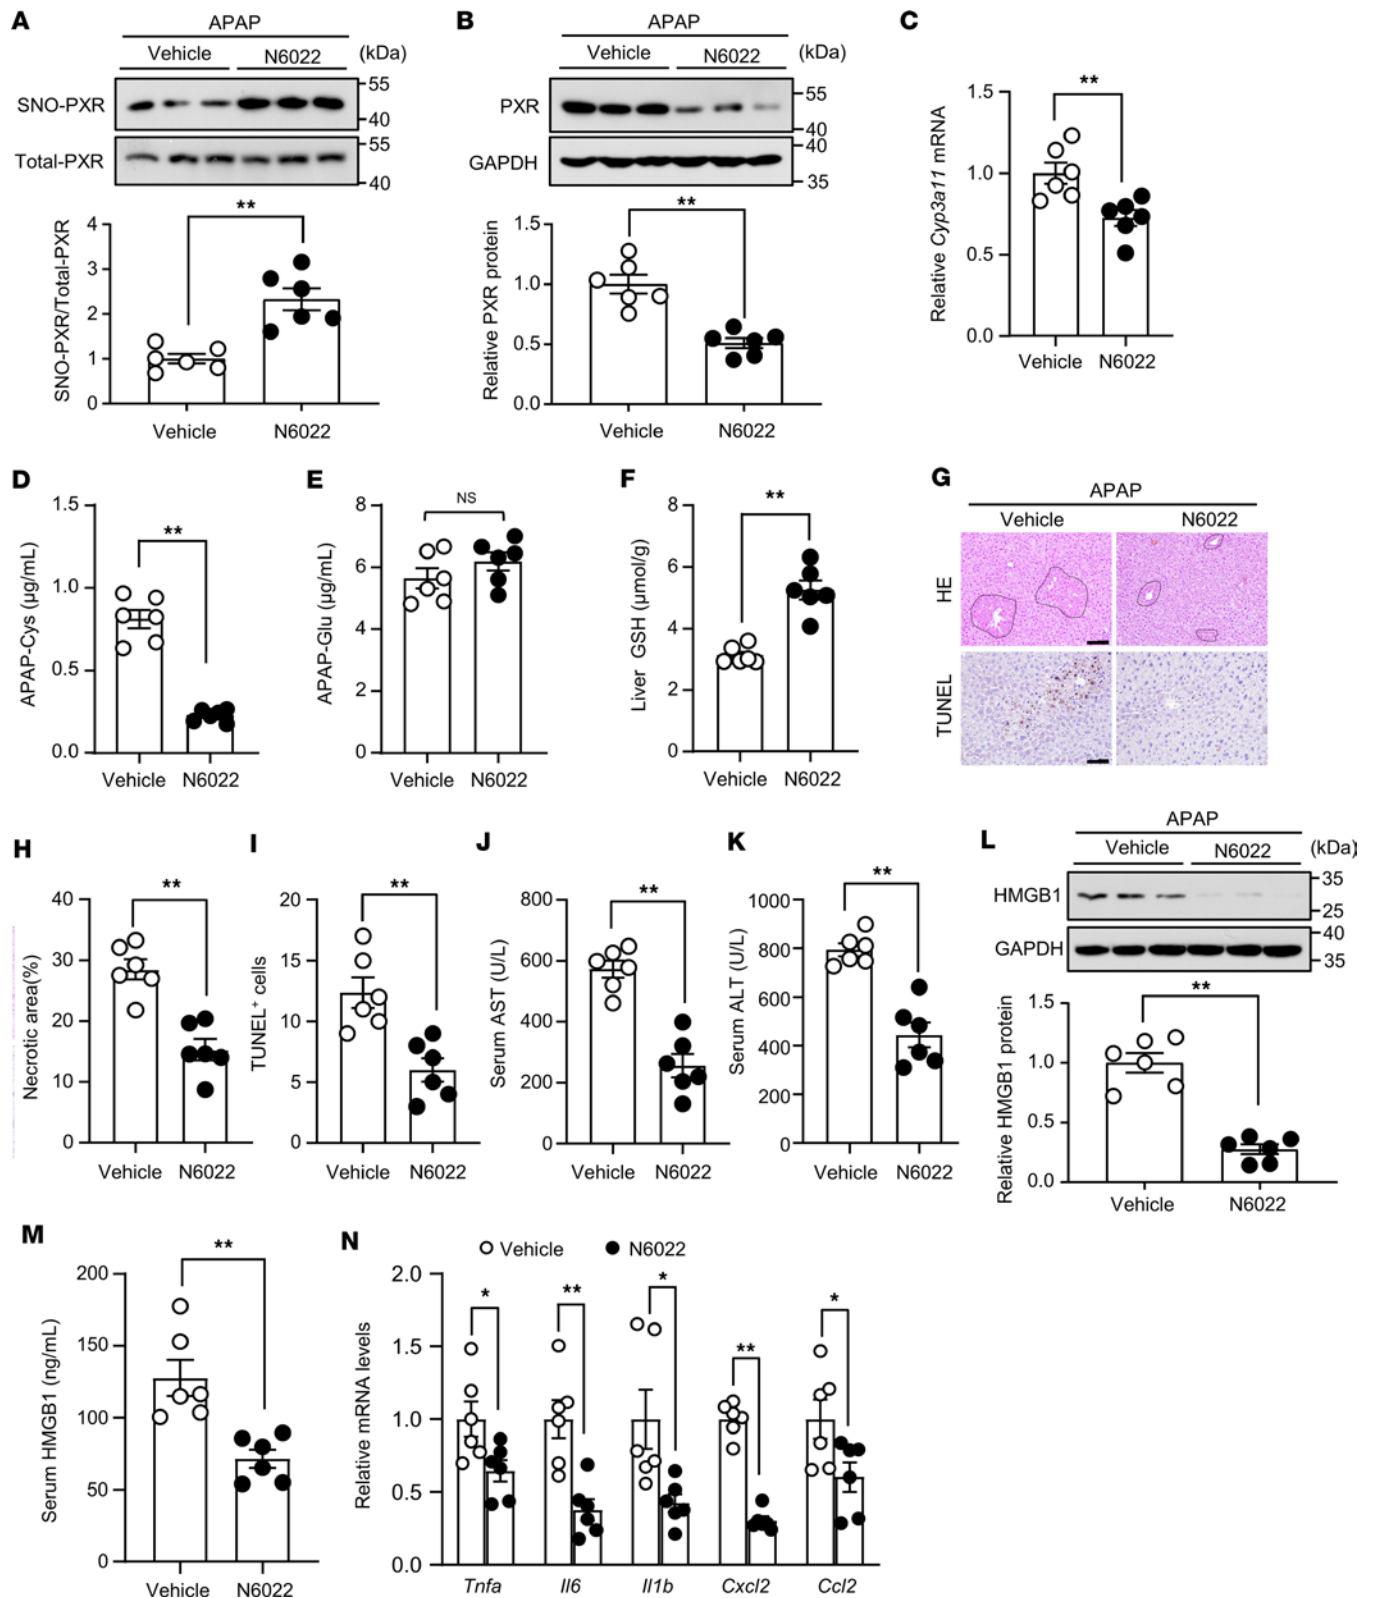 A
APAP
Vehicle N6022 (kDa)
SNO-PXR
55
40
Total-PXR
55
40
**
SNO-PXR/Total-PXR
4
3
2
1
0
Vehicle N6022
B
APAP
Vehicle N6022 (kDa)
PXR
55
40
GAPDH
40
35
**
Relative PXR protein
1.5
1.0
0.5
0.0
Vehicle N6022
C
**
Relative Cyp3a11 mRNA
1.5
1.0
0.5
0.0
Vehicle N6022
D
**
APAP-Cys (μg/mL)
1.5
1.0
0.5
0.0
Vehicle N6022
E
NS
APAP-Glu (μg/mL)
8
6
4
2
0
Vehicle N6022
F
**
Liver GSH (μmol/g)
8
6
4
2
0
Vehicle N6022
G
APAP
Vehicle N6022
HE
TUNEL
H
**
Necrotic area(%)
40
30
20
10
0
Vehicle N6022
I
**
TUNEL+ cells
20
15
10
5
0
Vehicle N6022
J
**
Serum AST (U/L)
800
600
400
200
0
Vehicle N6022
K
**
Serum ALT (U/L)
1000
800
600
400
200
0
Vehicle N6022
L
APAP
Vehicle N6022 (kDa)
HMGB1
35
25
GAPDH
40
35
**
Relative HMGB1 protein
1.5
1.0
0.5
0.0
Vehicle N6022
M
**
Serum HMGB1 (ng/mL)
200
150
100
50
0
Vehicle N6022
N
Vehicle N6022
* ** * ** *
Relative mRNA levels
2.0
1.5
1.0
0.5
0.0
Tnfa Il6 Il1b Cxcl2 Ccl2